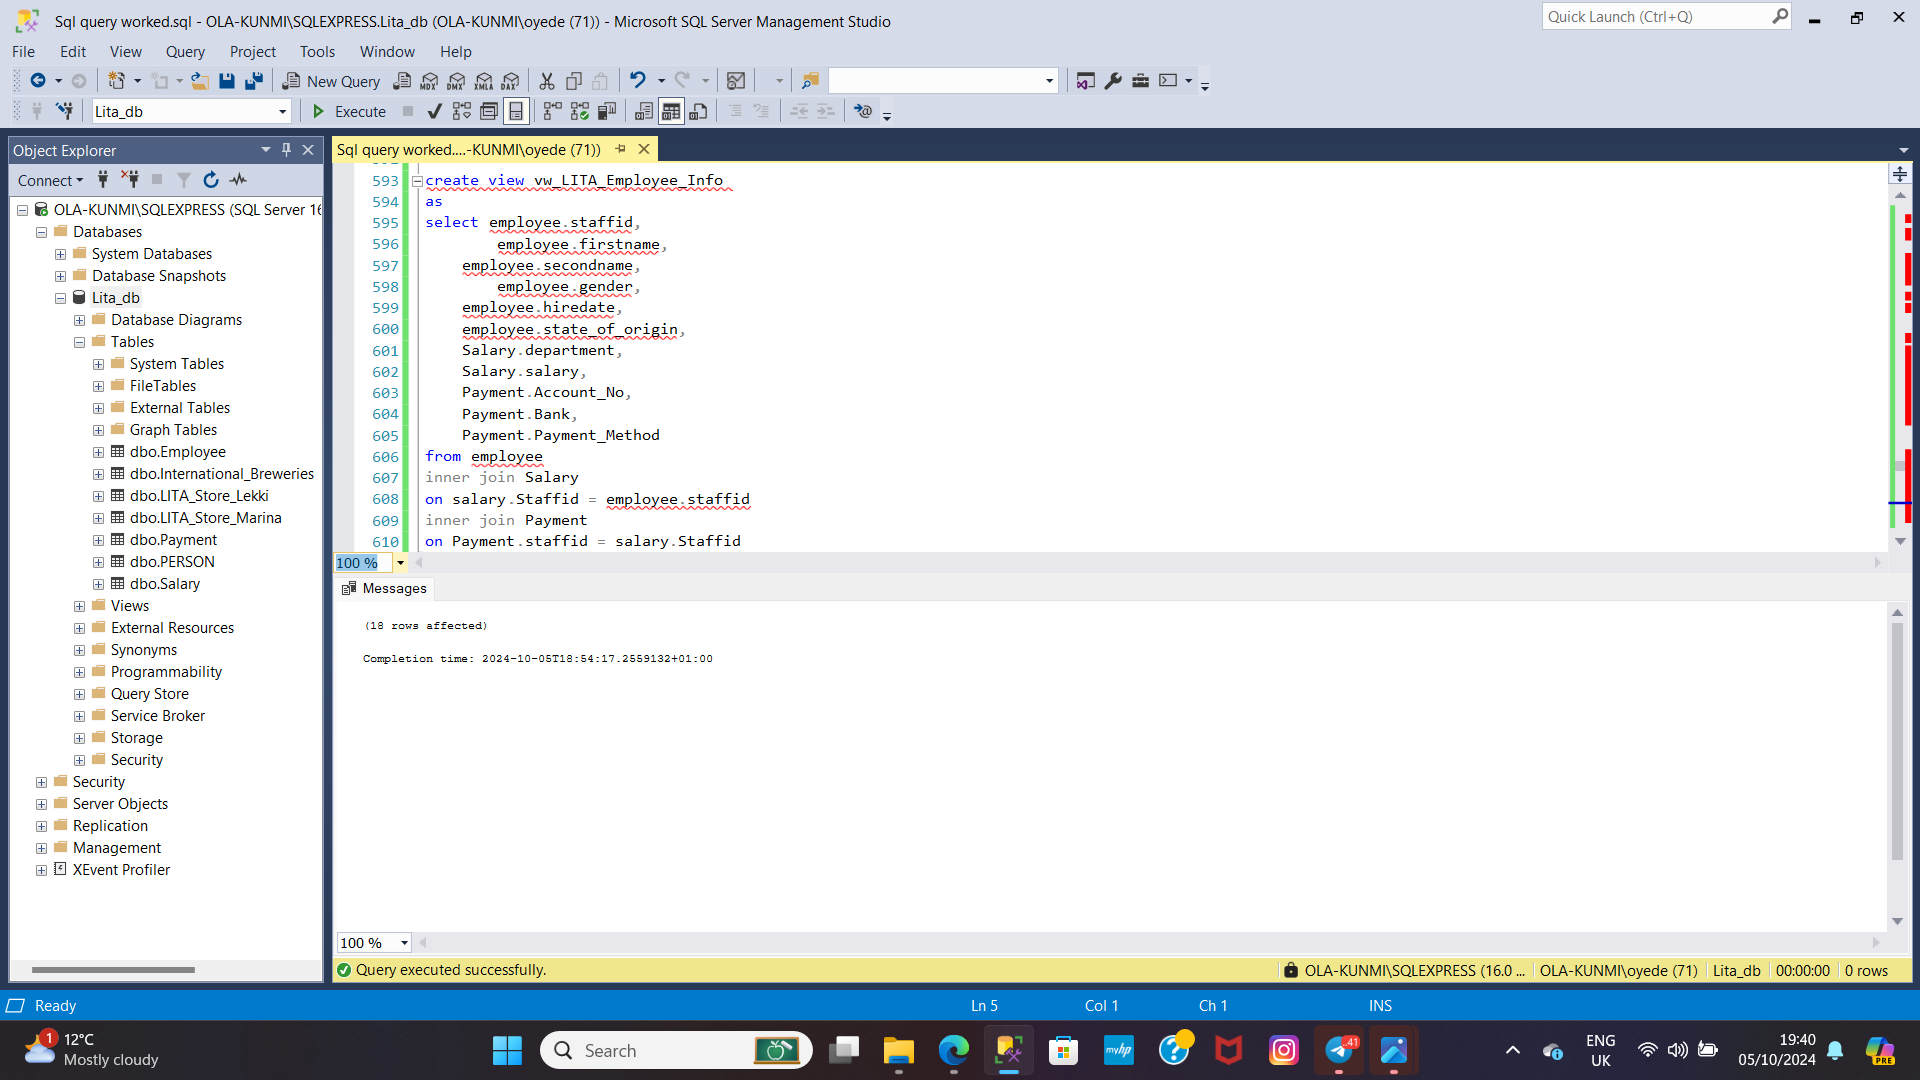 Sql query worked.sql - OLA-KUNMI\SQLEXPRESS.Lita_db (OLA-KUNMI\oyede (71)) - Microsoft SQL Server Management Studio
Quick Launch (Ctrl+Q)
File Edit View Query Project Tools Window Help
New Query MDX DMX XMLA DAX
Lita_db Execute
Object Explorer
Connect
OLA-KUNMI\SQLEXPRESS (SQL Server 16
Databases
System Databases
Database Snapshots
Lita_db
Database Diagrams
Tables
System Tables
FileTables
External Tables
Graph Tables
dbo.Employee
dbo.International_Breweries
dbo.LITA_Store_Lekki
dbo.LITA_Store_Marina
dbo.Payment
dbo.PERSON
dbo.Salary
Views
External Resources
Synonyms
Programmability
Query Store
Service Broker
Storage
Security
Security
Server Objects
Replication
Management
XEvent Profiler
Sql query worked....-KUNMI\oyede (71))
593 create view vw_LITA_Employee_Info
594 as
595 select employee.staffid,
596 employee.firstname,
597 employee.secondname,
598 employee.gender,
599 employee.hiredate,
600 employee.state_of_origin,
601 Salary.department,
602 Salary.salary,
603 Payment.Account_No,
604 Payment.Bank,
605 Payment.Payment_Method
606 from employee
607 inner join Salary
608 on salary.Staffid = employee.staffid
609 inner join Payment
610 on Payment.staffid = salary.Staffid
100 %
Messages
(18 rows affected)
Completion time: 2024-10-05T18:54:17.2559132+01:00
100 %
Query executed successfully. OLA-KUNMI\SQLEXPRESS (16.0 ... OLA-KUNMI\oyede (71) Lita_db 00:00:00 0 rows
Ready Ln 5 Col 1 Ch 1 INS
1 12°C
Mostly cloudy
Search
myhp
.41
ENG
UK
19:40
05/10/2024
PRE